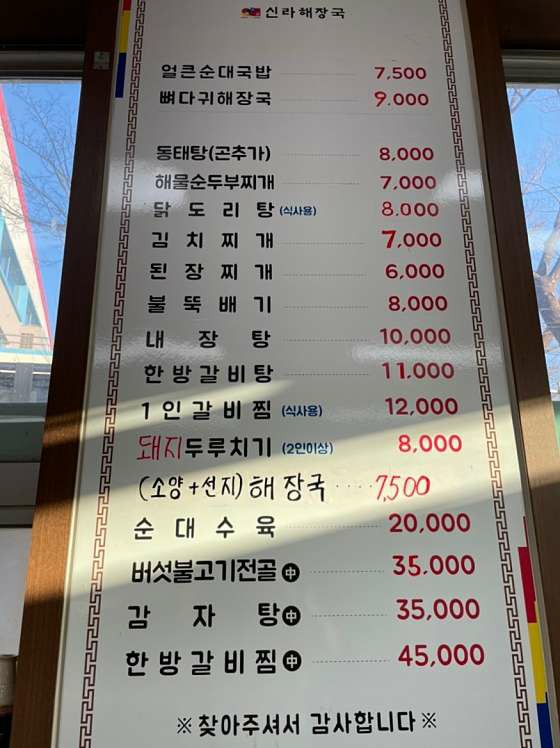 신라해장국
얼큰순대국밥 7,500
뼈다귀해장국 9.000
동태탕(곤추가) 8,000
해물순두부찌개 7,000
닭도리탕 (식사용) 8.000
김치찌개 7,000
된장찌개 6,000
불뚝배기 8,000
내장탕 10,000
한방갈비탕 11.000
1인갈비찜 (식사용) 12,000
돼지두루치기 (2인이상) 8,000
(소양+선지)해장국 ···· 7,500
순대수육 20,000
버섯불고기전골 中 35,000
감자탕 中 35,000
한방갈비찜 中 45,000
※찾아주셔서 감사합니다※